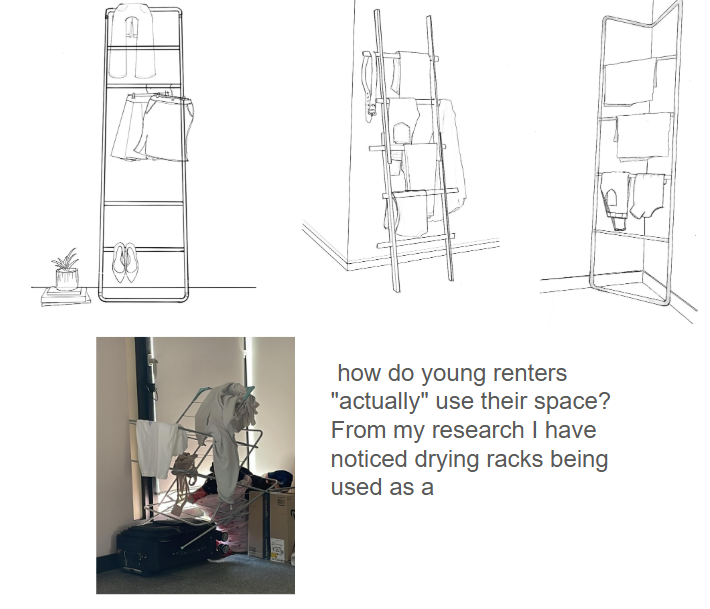 how do young renters
"actually" use their space?
From my research I have
noticed drying racks being
used as a